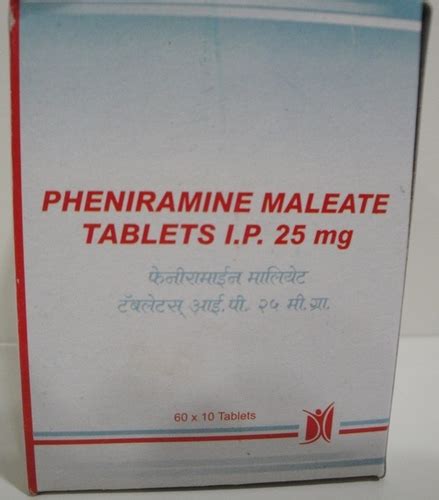 PHENIRAMINE MALEATE
TABLETS I.P. 25 mg
फेनीरामाईन मालियेट
टॅबलेटस् आई.पी. २५ मी.ग्रा.
60 x 10 Tablets